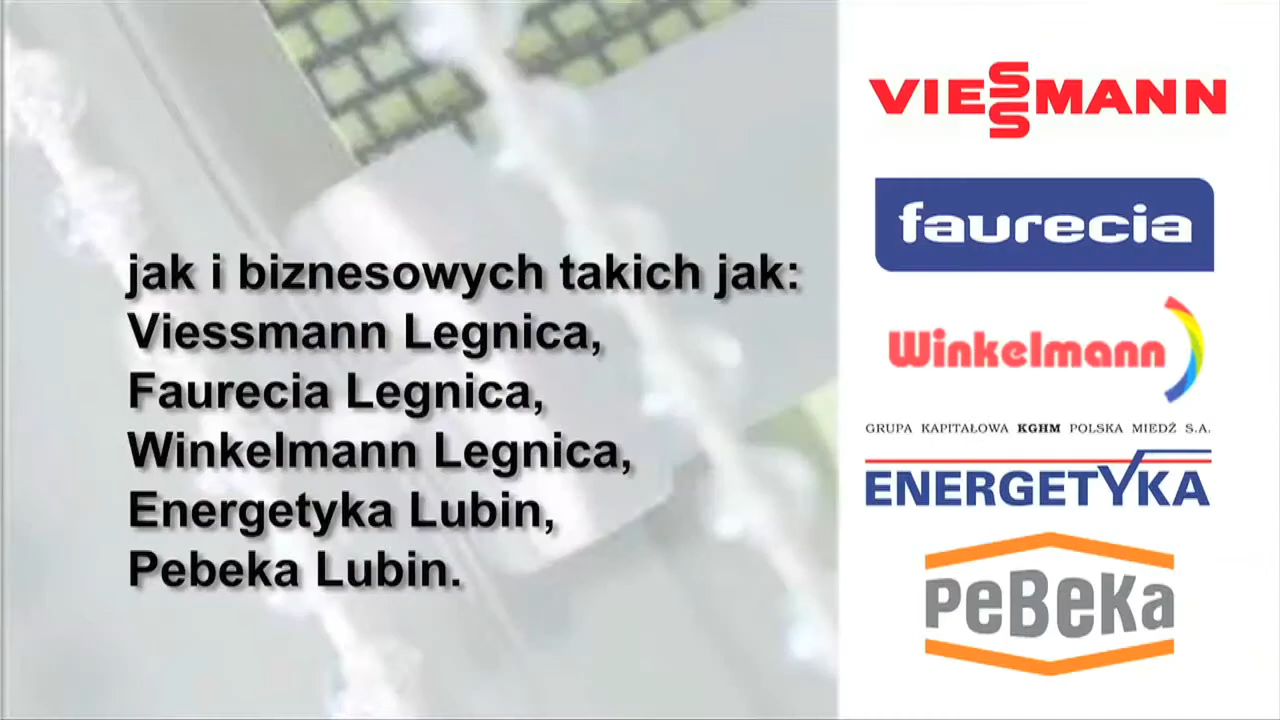 jak i biznesowych takich jak:
Viessmann Legnica,
Faurecia Legnica,
Winkelmann Legnica,
Energetyka Lubin,
Pebeka Lubin.
VIESSMANN
faurecia
Winkelmann
GRUPA KAPITAŁOWA KGHM POLSKA MIEDŹ S.A.
ENERGETYKA
PeBeKa